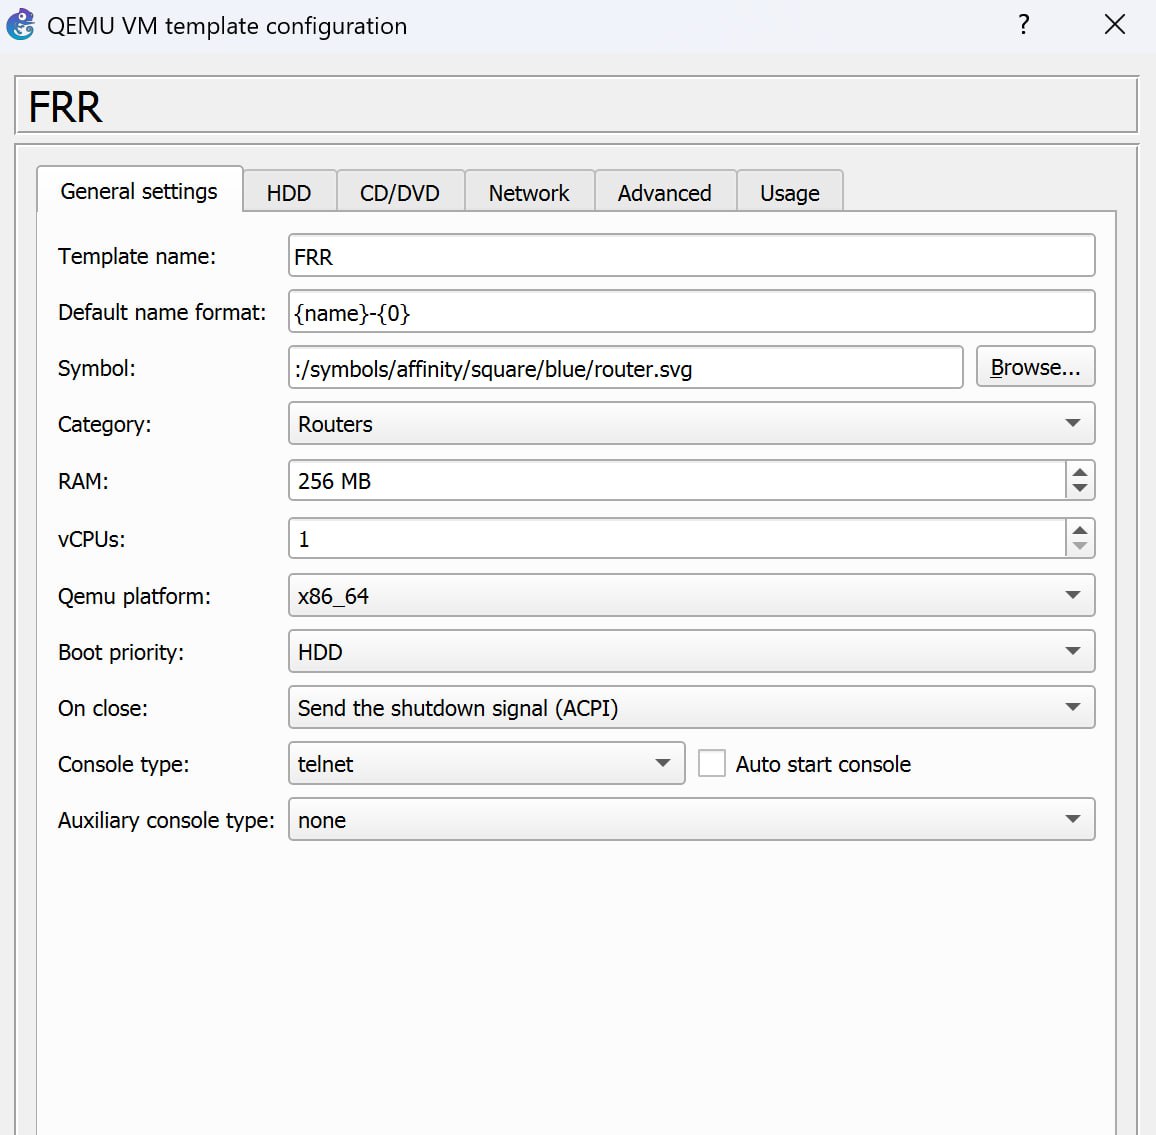 QEMU VM template configuration ?
FRR
General settings HDD CD/DVD Network Advanced Usage
Template name: FRR
Default name format: {name}-{0}
Symbol: :/symbols/affinity/square/blue/router.svg Browse...
Category: Routers
RAM: 256 MB
vCPUs: 1
Qemu platform: x86_64
Boot priority: HDD
On close: Send the shutdown signal (ACPI)
Console type: telnet Auto start console
Auxiliary console type: none